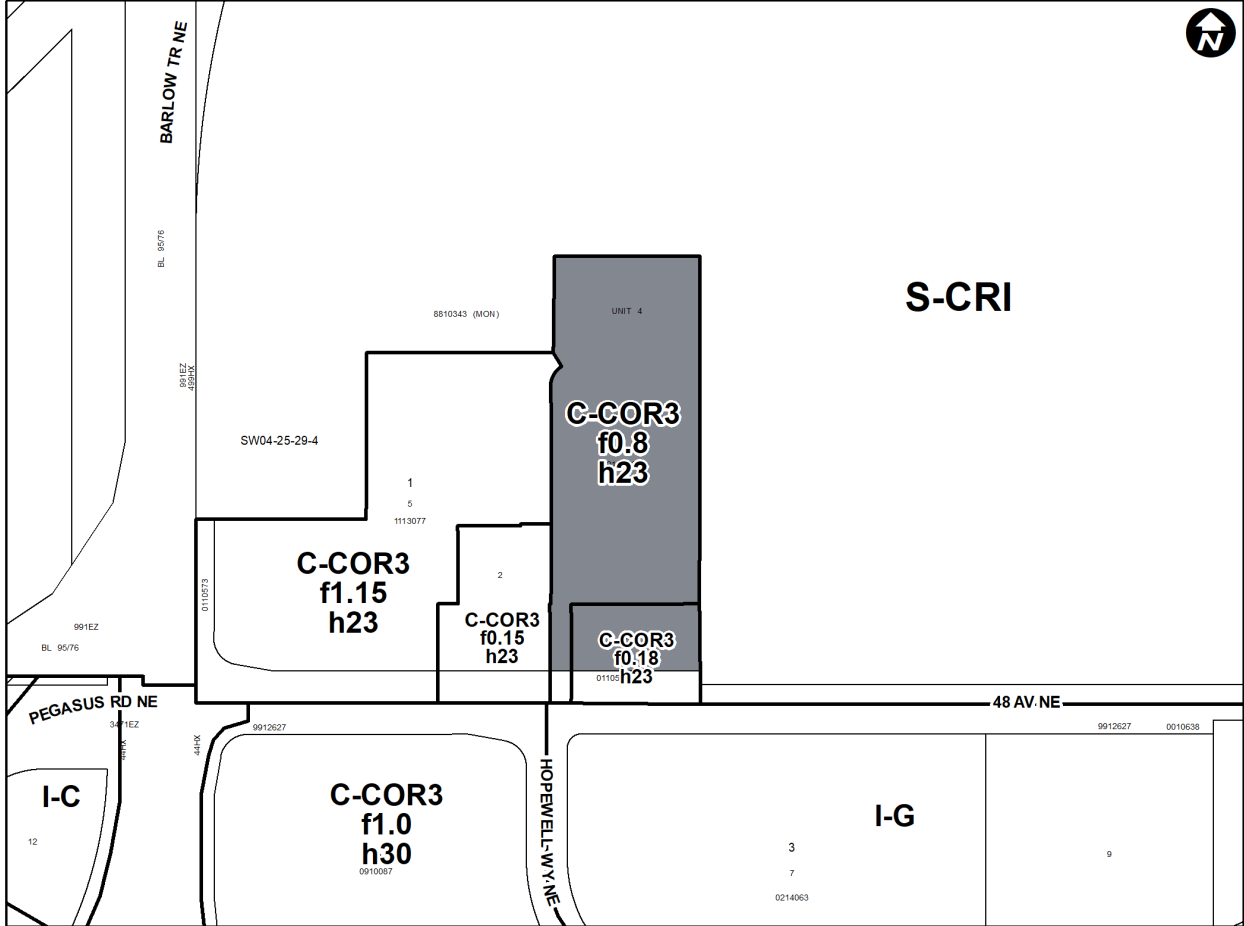 N
BARLOW TR NE
BL 95/76
S-CRI
8810343 (MON)
UNIT 4
991EZ
499HX
C-COR3
f0.8
h23
SW04-25-29-4
1
5
1113077
C-COR3
f1.15
h23
2
0110573
C-COR3
f0.15
h23
C-COR3
f0.18
h23
991EZ
BL 95/76
PEGASUS RD NE
3471EZ
44HX
44HX
9912627
48 AV NE
9912627
0010638
HOPEWELL WY NE
I-C
12
C-COR3
f1.0
h30
0910087
I-G
3
7
0214063
9